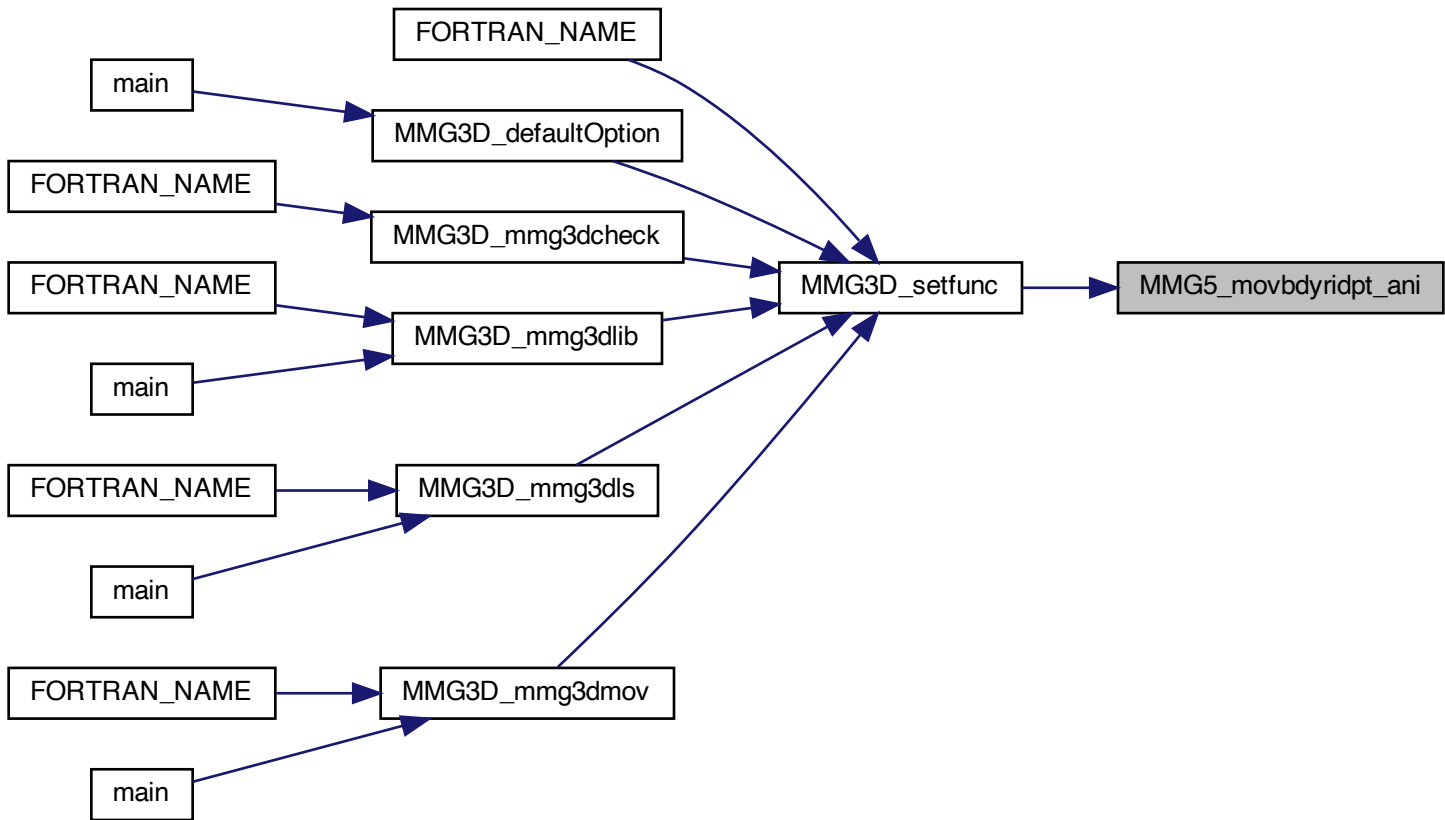 FORTRAN_NAME
main
MMG3D_defaultOption
FORTRAN_NAME
MMG3D_mmg3dcheck
FORTRAN_NAME
MMG3D_setfunc
MMG5_movbdyridpt_ani
MMG3D_mmg3dlib
main
FORTRAN_NAME
MMG3D_mmg3dls
main
FORTRAN_NAME
MMG3D_mmg3dmov
main